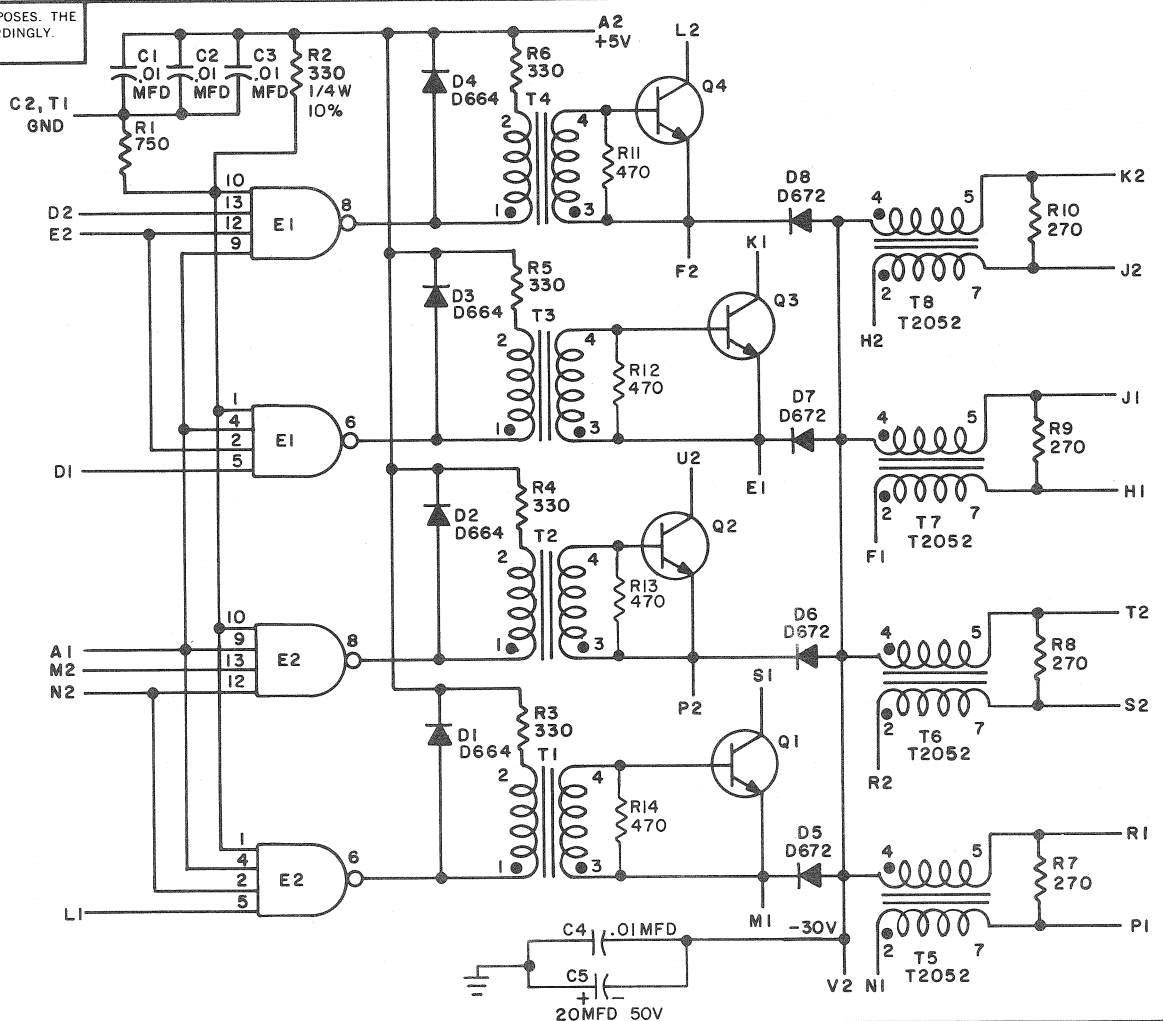 POSES. THE
RDINGLY.
A2
+5V
L2
C1
.01
MFD
C2
.01
MFD
C3
.01
MFD
R2
330
1/4W
10%
D4
D664
R6
330
T4
Q4
C2, T1
GND
R1
750
2
4
R11
470
1
3
10
13
12
9
E1
8
D2
E2
D8
D672
F2
K1
4
5
K2
R10
270
2
7
J2
T8
T2052
H2
D3
D664
R5
330
T3
Q3
2
4
R12
470
1
3
1
4
2
5
E1
6
D1
D7
D672
E1
U2
4
5
J1
R9
270
2
7
H1
T7
T2052
F1
D2
D664
R4
330
T2
Q2
2
4
R13
470
1
3
10
9
13
12
E2
8
A1
M2
N2
D6
D672
P2
S1
4
5
T2
R8
270
2
7
S2
T6
T2052
R2
D1
D664
R3
330
T1
Q1
2
4
R14
470
1
3
1
4
2
5
E2
6
L1
D5
D672
M1
4
5
R1
R7
270
2
7
P1
T5
T2052
N1
C4
.01MFD
-30V
V2
C5
+
-
20MFD 50V